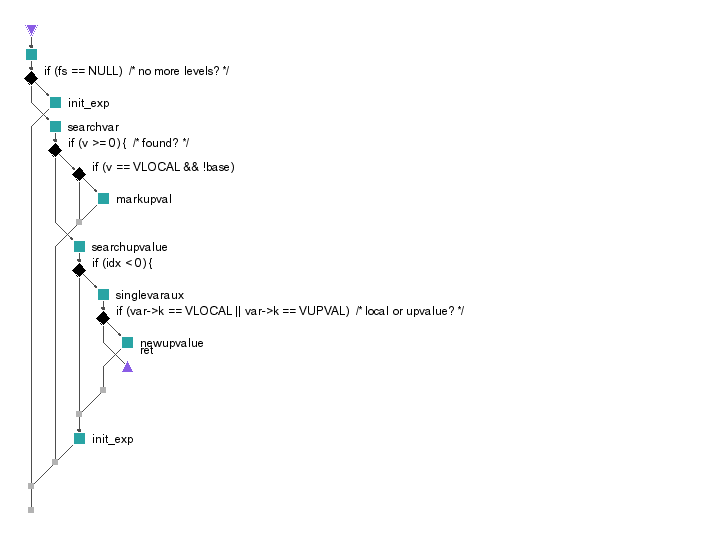 if (fs == NULL)  /* no more levels? */
init_exp
searchvar
if (v >= 0) {  /* found? */
if (v == VLOCAL && !base)
markupval
searchupvalue
if (idx < 0) {
singlevaraux
if (var->k == VLOCAL || var->k == VUPVAL)  /* local or upvalue? */
newupvalue
ret
init_exp